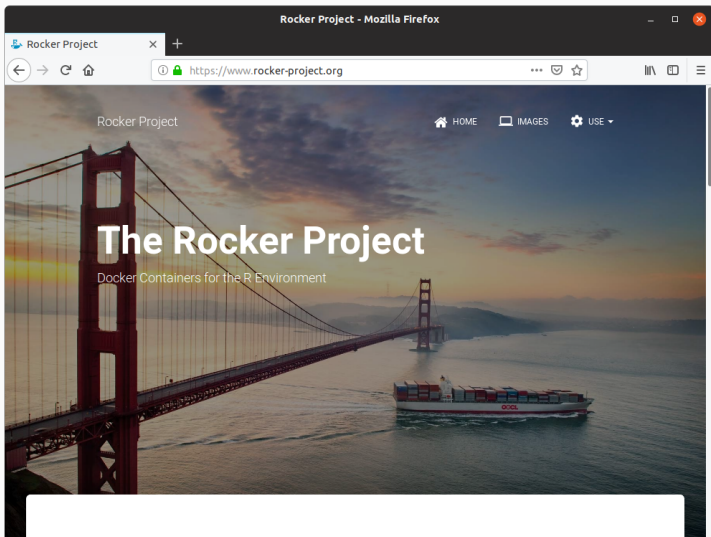 Rocker Project - Mozilla Firefox
Rocker Project
https://www.rocker-project.org
Rocker Project
HOME
IMAGES
USE
The Rocker Project
Docker Containers for the R Environment
OOCL